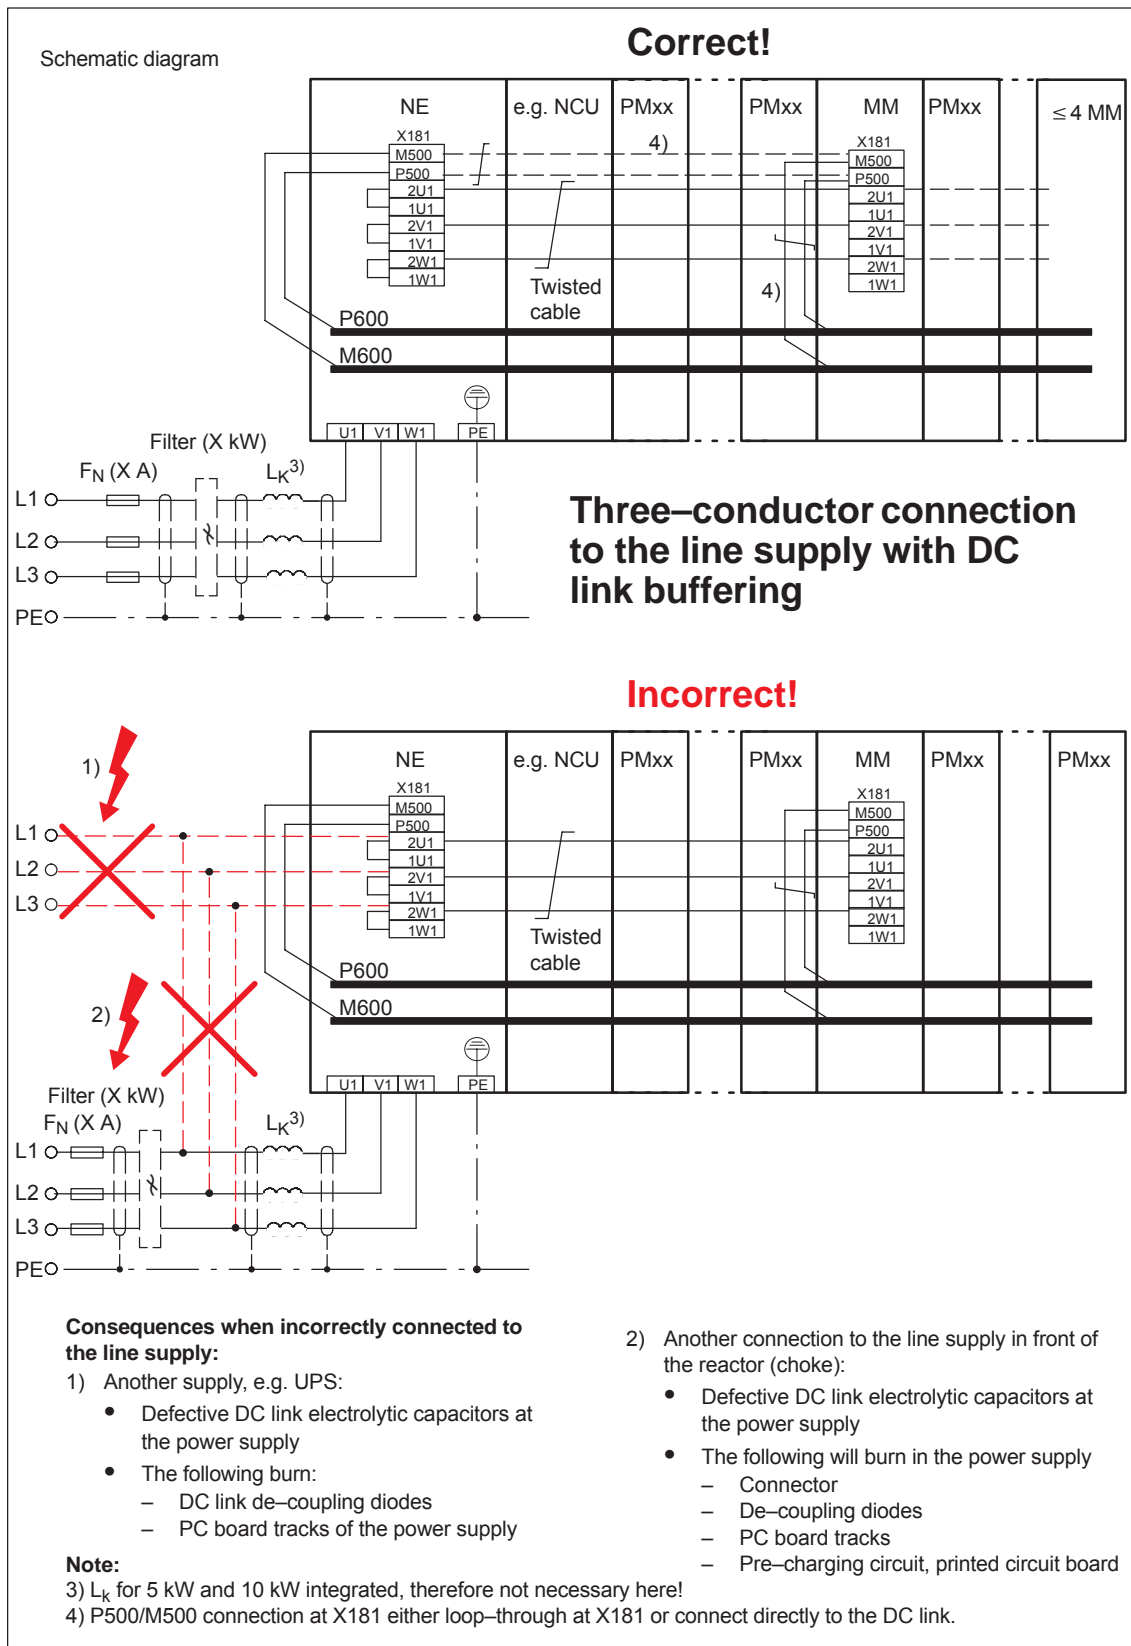 Schematic diagram
Correct!
NE
e.g. NCU
PMxx
PMxx
MM
PMxx
≤ 4 MM
X181
M500
P500
2U1
1U1
2V1
1V1
2W1
1W1
4)
X181
M500
P500
2U1
1U1
2V1
1V1
2W1
1W1
Twisted
cable
4)
P600
M600
U1 V1 W1 PE
Filter (X kW)
FN (X A)
LK3)
L1
L2
L3
PE
Three–conductor connection
to the line supply with DC
link buffering
Incorrect!
NE
e.g. NCU
PMxx
PMxx
MM
PMxx
PMxx
1)
L1
L2
L3
X181
M500
P500
2U1
1U1
2V1
1V1
2W1
1W1
X181
M500
P500
2U1
1U1
2V1
1V1
2W1
1W1
Twisted
cable
P600
M600
2)
U1 V1 W1 PE
Filter (X kW)
FN (X A)
LK3)
L1
L2
L3
PE
Consequences when incorrectly connected to
the line supply:
1) Another supply, e.g. UPS:
• Defective DC link electrolytic capacitors at
the power supply
• The following burn:
– DC link de–coupling diodes
– PC board tracks of the power supply
2) Another connection to the line supply in front of
the reactor (choke):
• Defective DC link electrolytic capacitors at
the power supply
• The following will burn in the power supply
– Connector
– De–coupling diodes
– PC board tracks
– Pre–charging circuit, printed circuit board
Note:
3) Lk for 5 kW and 10 kW integrated, therefore not necessary here!
4) P500/M500 connection at X181 either loop–through at X181 or connect directly to the DC link.